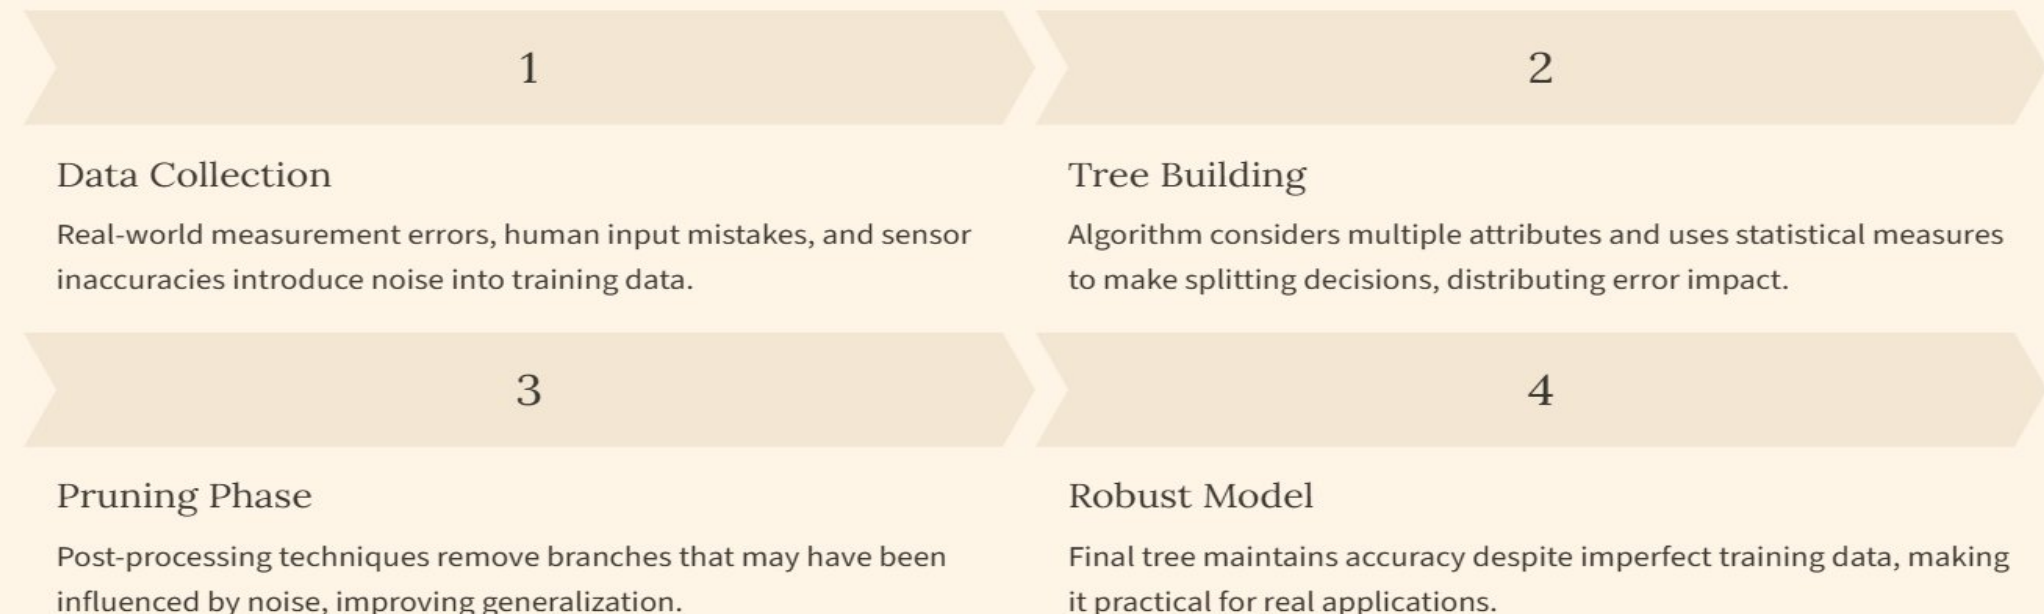 1
2
Data Collection
Real-world measurement errors, human input mistakes, and sensor
inaccuracies introduce noise into training data.
Tree Building
Algorithm considers multiple attributes and uses statistical measures
to make splitting decisions, distributing error impact.
3
4
Pruning Phase
Post-processing techniques remove branches that may have been
influenced by noise, improving generalization.
Robust Model
Final tree maintains accuracy despite imperfect training data, making
it practical for real applications.